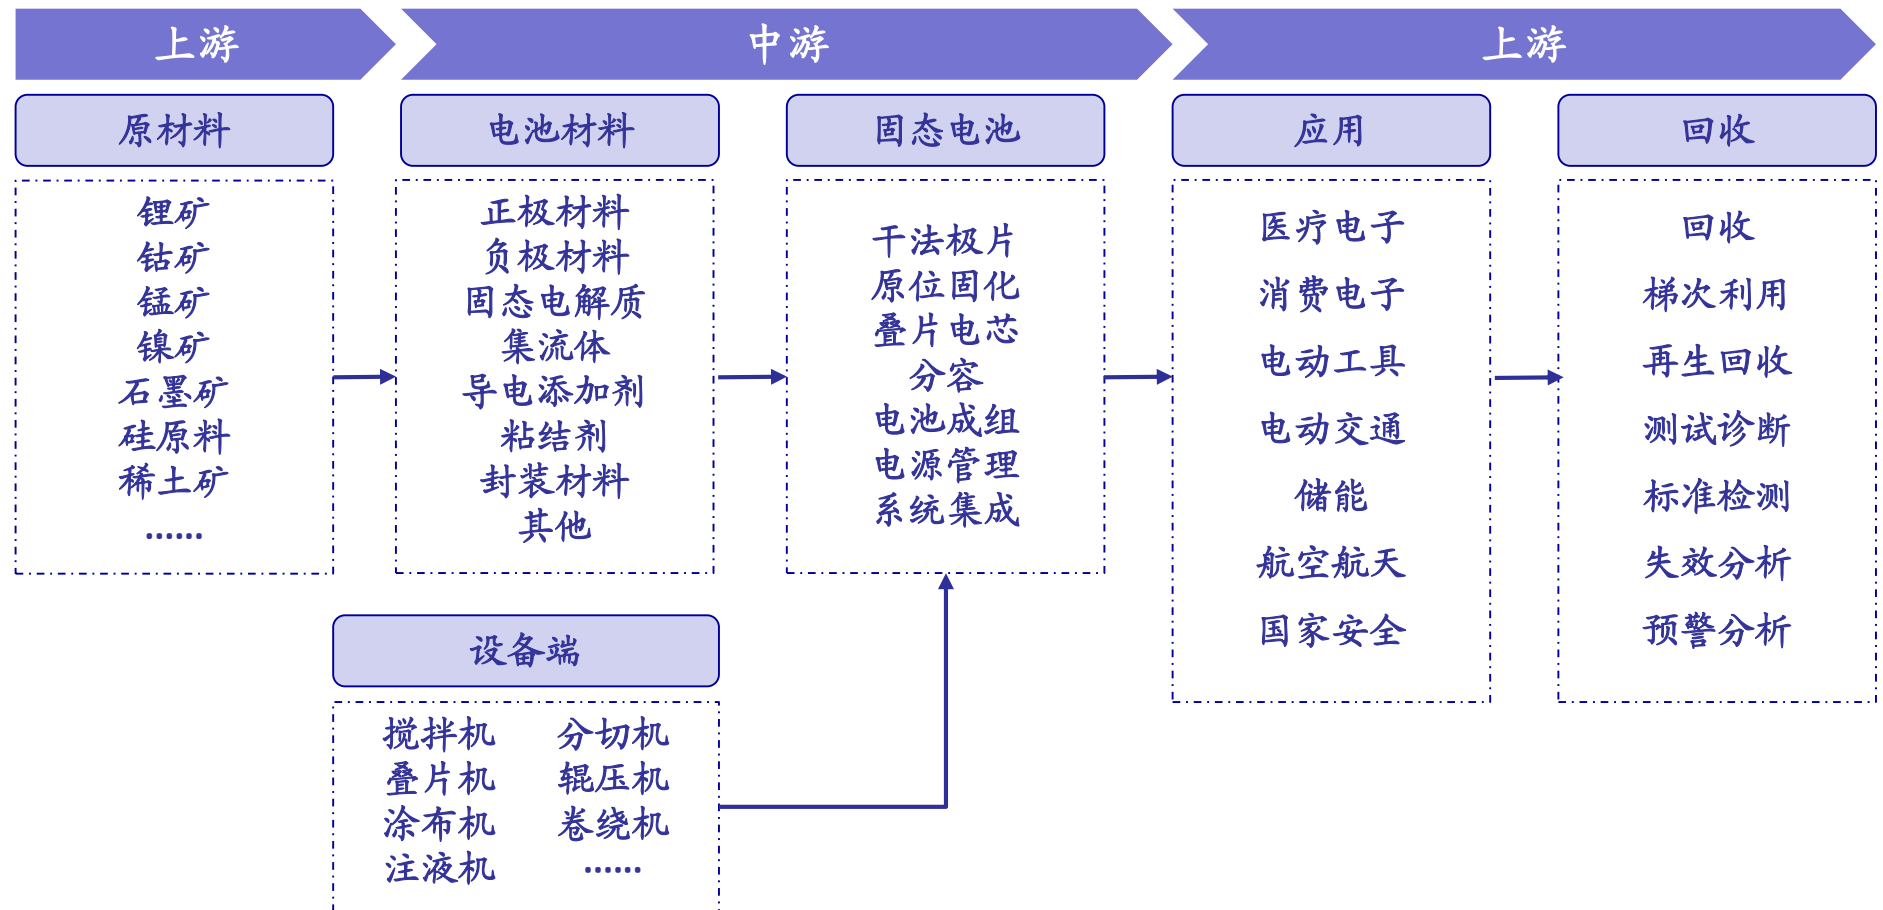 上游
中游
上游
原材料
电池材料
固态电池
应用
回收
锂矿
钴矿
锰矿
镍矿
石墨矿
硅原料
稀土矿
……
正极材料
负极材料
固态电解质
集流体
导电添加剂
粘结剂
封装材料
其他
干法极片
原位固化
叠片电芯
分容
电池成组
电源管理
系统集成
医疗电子
消费电子
电动工具
电动交通
储能
航空航天
国家安全
回收
梯次利用
再生回收
测试诊断
标准检测
失效分析
预警分析
设备端
搅拌机 分切机
叠片机 辊压机
涂布机 卷绕机
注液机 ……